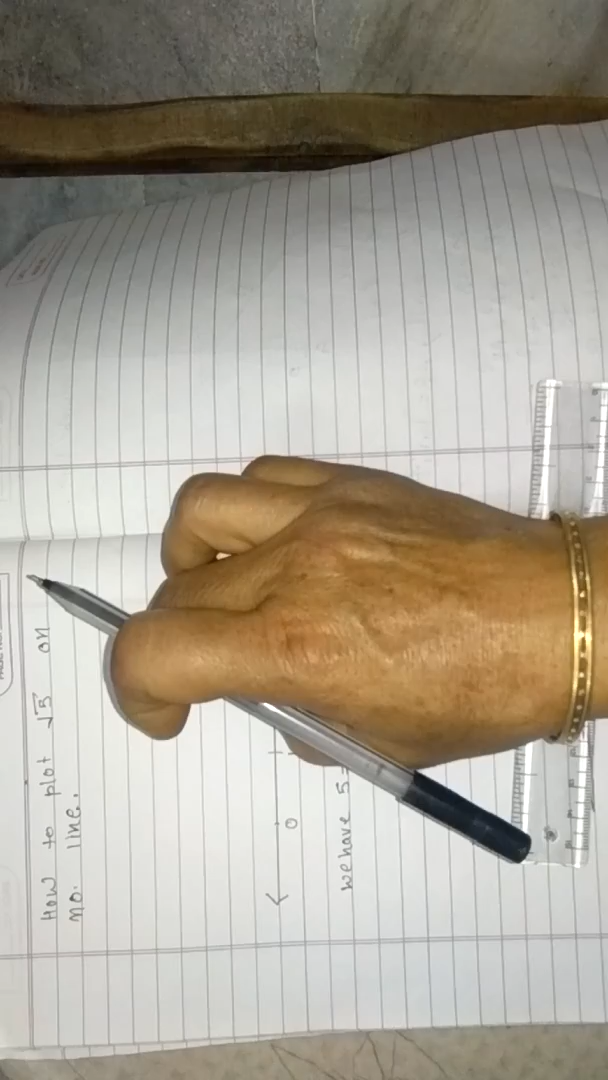 How to plot √5 on
no. line.
0
we have 5 =